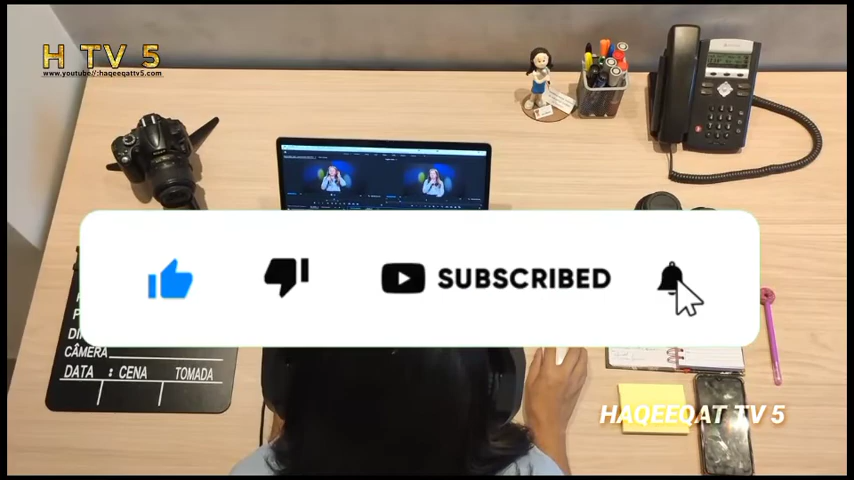 H TV 5
www.youtube//:haqeeqattv5.com
SUBSCRIBED
CÂMERA
DATA : CENA TOMADA
HAQEEQAT TV 5